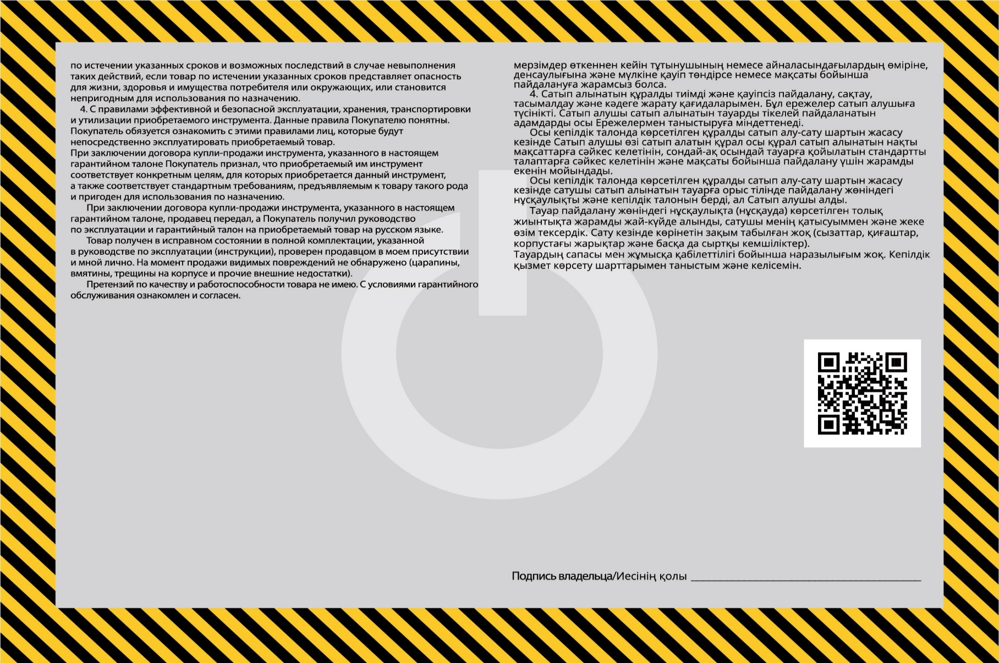 по истечении указанных сроков и возможных последствий в случае невыполнения
таких действий, если товар по истечении указанных сроков представляет опасность
для жизни, здоровья и имущества потребителя или окружающих, или становится
непригодным для использования по назначению.
4. С правилами эффективной и безопасной эксплуатации, хранения, транспортировки
и утилизации приобретаемого инструмента. Данные правила Покупателю понятны.
Покупатель обязуется ознакомить с этими правилами лиц, которые будут
непосредственно эксплуатировать приобретаемый товар.
При заключении договора купли-продажи инструмента, указанного в настоящем
гарантийном талоне Покупатель признал, что приобретаемый им инструмент
соответствует конкретным целям, для которых приобретается данный инструмент,
а также соответствует стандартным требованиям, предъявляемым к товару такого рода
и пригоден для использования по назначению.
При заключении договора купли-продажи инструмента, указанного в настоящем
гарантийном талоне, продавец передал, а Покупатель получил руководство
по эксплуатации и гарантийный талон на приобретаемый товар на русском языке.
Товар получен в исправном состоянии в полной комплектации, указанной
в руководстве по эксплуатации (инструкции), проверен продавцом в моем присутствии
и мной лично. На момент продажи видимых повреждений не обнаружено (царапины,
вмятины, трещины на корпусе и прочие внешние недостатки).
Претензий по качеству и работоспособности товара не имею. С условиями гарантийного
обслуживания ознакомлен и согласен.
мерзімдер өткеннен кейін тұтынушының немесе айналасындағылардың өміріне,
денсаулығына және мүлкіне қауіп төндірсе немесе мақсаты бойынша
пайдалануға жарамсыз болса.
4. Сатып алынатын құралды тиімді және қауіпсіз пайдалану, сақтау,
тасымалдау және кәдеге жарату қағидаларымен. Бұл ережелер сатып алушыға
түсінікті. Сатып алушы сатып алынатын тауарды тікелей пайдаланатын
адамдарды осы Ережелермен таныстыруға міндеттенеді.
Осы кепілдік талонда көрсетілген құралды сатып алу-сату шартын жасасу
кезінде Сатып алушы өзі сатып алатын құрал осы құрал сатып алынатын нақты
мақсаттарға сәйкес келетінін, сондай-ақ осындай тауарға қойылатын стандартты
талаптарға сәйкес келетінін және мақсаты бойынша пайдалану үшін жарамды
екенін мойындады.
Осы кепілдік талонда көрсетілген құралды сатып алу-сату шартын жасасу
кезінде сатушы сатып алынатын тауарға орыс тілінде пайдалану жөніндегі
нұсқаулықты және кепілдік талонын берді, ал Сатып алушы алды.
Тауар пайдалану жөніндегі нұсқаулықта (нұсқауда) көрсетілген толық
жиынтықта жарамды жай-күйде алынды, сатушы менің қатысуыммен және жеке
өзім тексердік. Сату кезінде көрінетін зақым табылған жоқ (сызаттар, қиғаштар,
корпустағы жарықтар және басқа да сыртқы кемшіліктер).
Тауардың сапасы мен жұмысқа қабілеттілігі бойынша наразылығым жоқ. Кепілдік
қызмет көрсету шарттарымен таныстым және келісемін.
Подпись владельца/Иесінің қолы